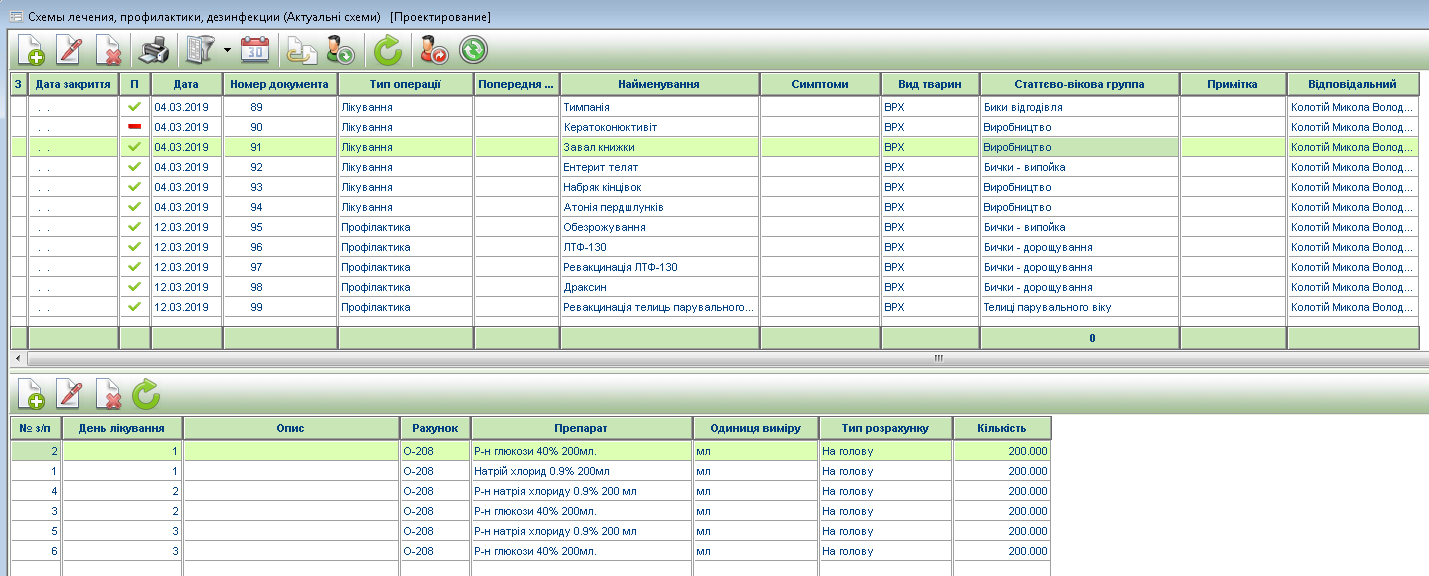 Схемы лечения, профилактики, дезинфекции (Актуальні схеми) [Проектирование]
30
З Дата закриття П Дата Номер документа Тип операції Попередня ... Найменування Симптоми Вид тварин Статтєво-вікова группа Примітка Відповідальний
. . 04.03.2019 89 Лікування Тимпанія ВРХ Бики відгодівля Колотій Микола Волод...
. . 04.03.2019 90 Лікування Кератоконюктивіт ВРХ Виробництво Колотій Микола Волод...
. . 04.03.2019 91 Лікування Завал книжки ВРХ Виробництво Колотій Микола Волод...
. . 04.03.2019 92 Лікування Ентерит телят ВРХ Бички - випойка Колотій Микола Волод...
. . 04.03.2019 93 Лікування Набряк кінцівок ВРХ Виробництво Колотій Микола Волод...
. . 04.03.2019 94 Лікування Атонія пердшлунків ВРХ Виробництво Колотій Микола Волод...
. . 12.03.2019 95 Профілактика Обезрожування ВРХ Бички - випойка Колотій Микола Волод...
. . 12.03.2019 96 Профілактика ЛТФ-130 ВРХ Бички - дорощування Колотій Микола Волод...
. . 12.03.2019 97 Профілактика Ревакцинація ЛТФ-130 ВРХ Бички - дорощування Колотій Микола Волод...
. . 12.03.2019 98 Профілактика Драксин ВРХ Бички - дорощування Колотій Микола Волод...
. . 12.03.2019 99 Профілактика Ревакцинація телиць парувального... ВРХ Телиці парувального віку Колотій Микола Волод...
0
№ з/п День лікування Опис Рахунок Препарат Одиниця виміру Тип розрахунку Кількість
2 1 О-208 Р-н глюкози 40% 200мл. мл На голову 200.000
1 1 О-208 Натрій хлорид 0.9% 200мл мл На голову 200.000
4 2 О-208 Р-н натрія хлориду 0.9% 200 мл мл На голову 200.000
3 2 О-208 Р-н глюкози 40% 200мл. мл На голову 200.000
5 3 О-208 Р-н натрія хлориду 0.9% 200 мл мл На голову 200.000
6 3 О-208 Р-н глюкози 40% 200мл. мл На голову 200.000